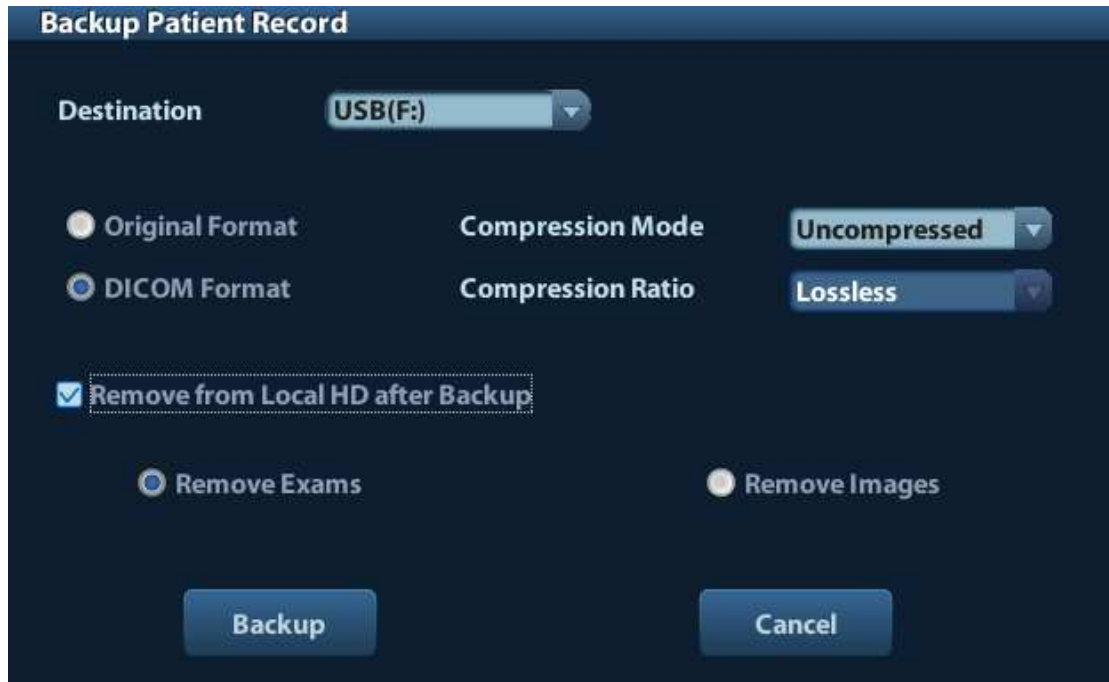 Backup Patient Record
Destination USB(F:)
Original Format Compression Mode Uncompressed
DICOM Format Compression Ratio Lossless
Remove from Local HD after Backup
Remove Exams Remove Images
Backup Cancel